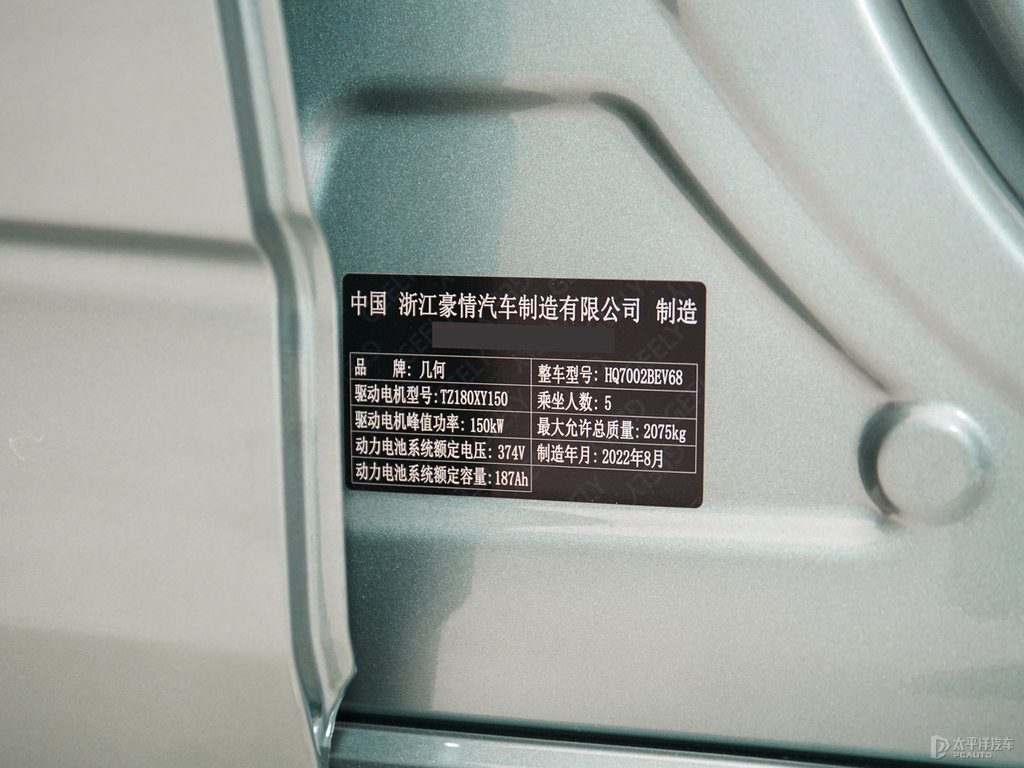 中国 浙江豪情汽车制造有限公司 制造
品 牌: 几何
整车型号: HQ7002BEV68
驱动电机型号: TZ180XY150
乘坐人数: 5
驱动电机峰值功率: 150kW
最大允许总质量: 2075kg
动力电池系统额定电压: 374V
制造年月: 2022年8月
动力电池系统额定容量: 187Ah
太平洋汽车
PCAUTO